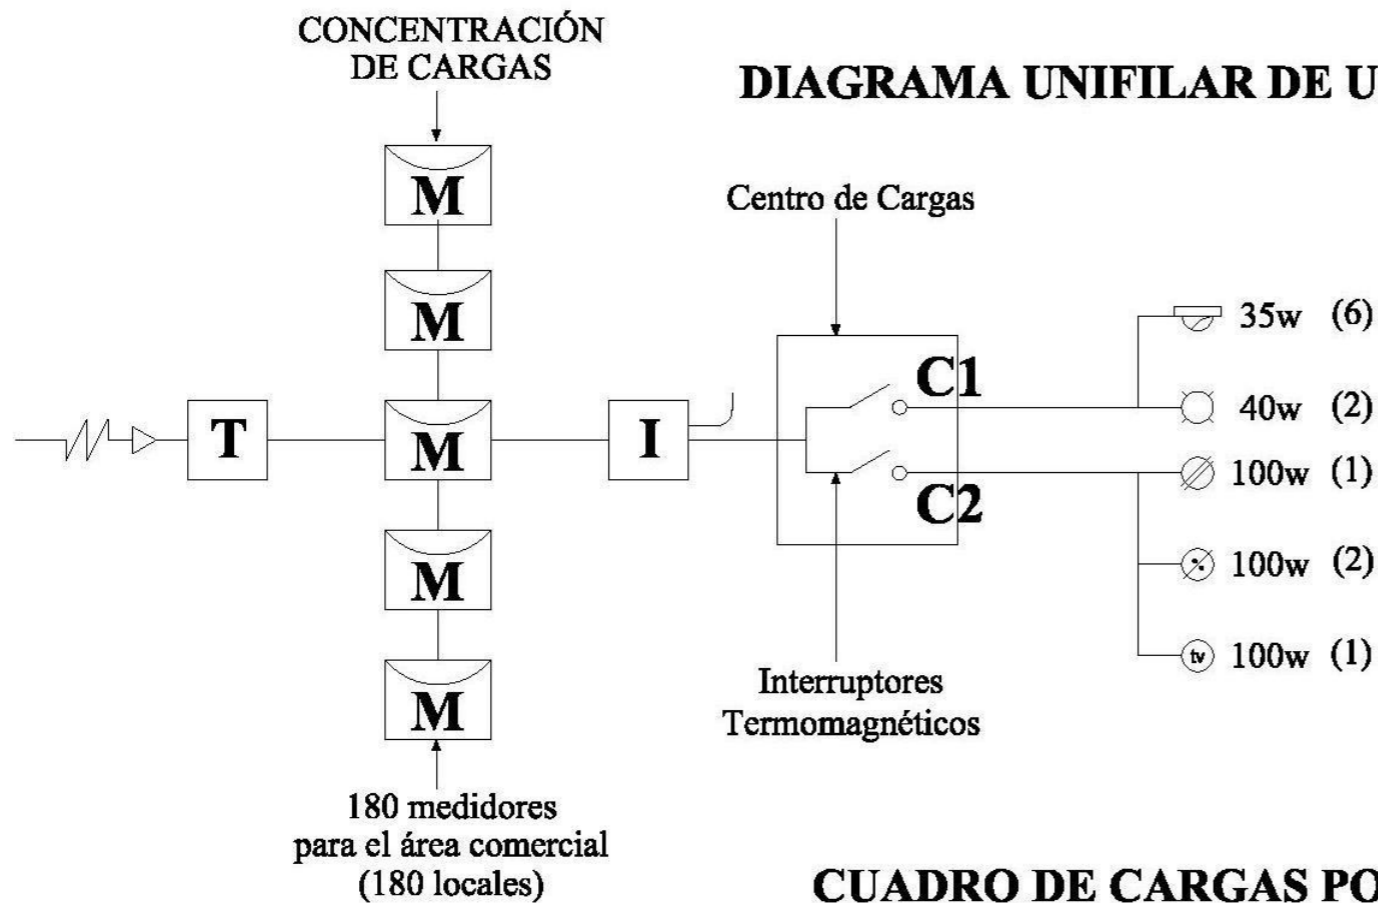 CONCENTRACIÓN
DE CARGAS
DIAGRAMA UNIFILAR DE U
M
Centro de Cargas
M
35w (6)
C1
40w (2)
T
M
I
100w (1)
C2
M
100w (2)
tv 100w (1)
M
Interruptores
Termomagnéticos
180 medidores
para el área comercial
(180 locales)
CUADRO DE CARGAS PO